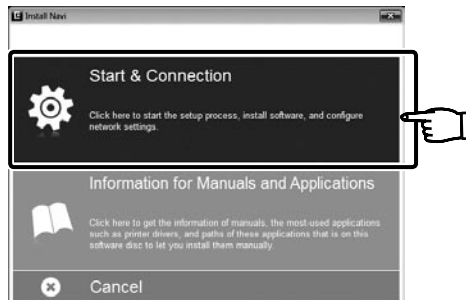 Install Navi
Start & Connection
Click here to start the setup process, install software, and configure
network settings.
Information for Manuals and Applications
Click here to get the information of manuals, the most-used applications
such as printer drivers, and paths of these applications that is on this
software disc to let you install them manually.
Cancel